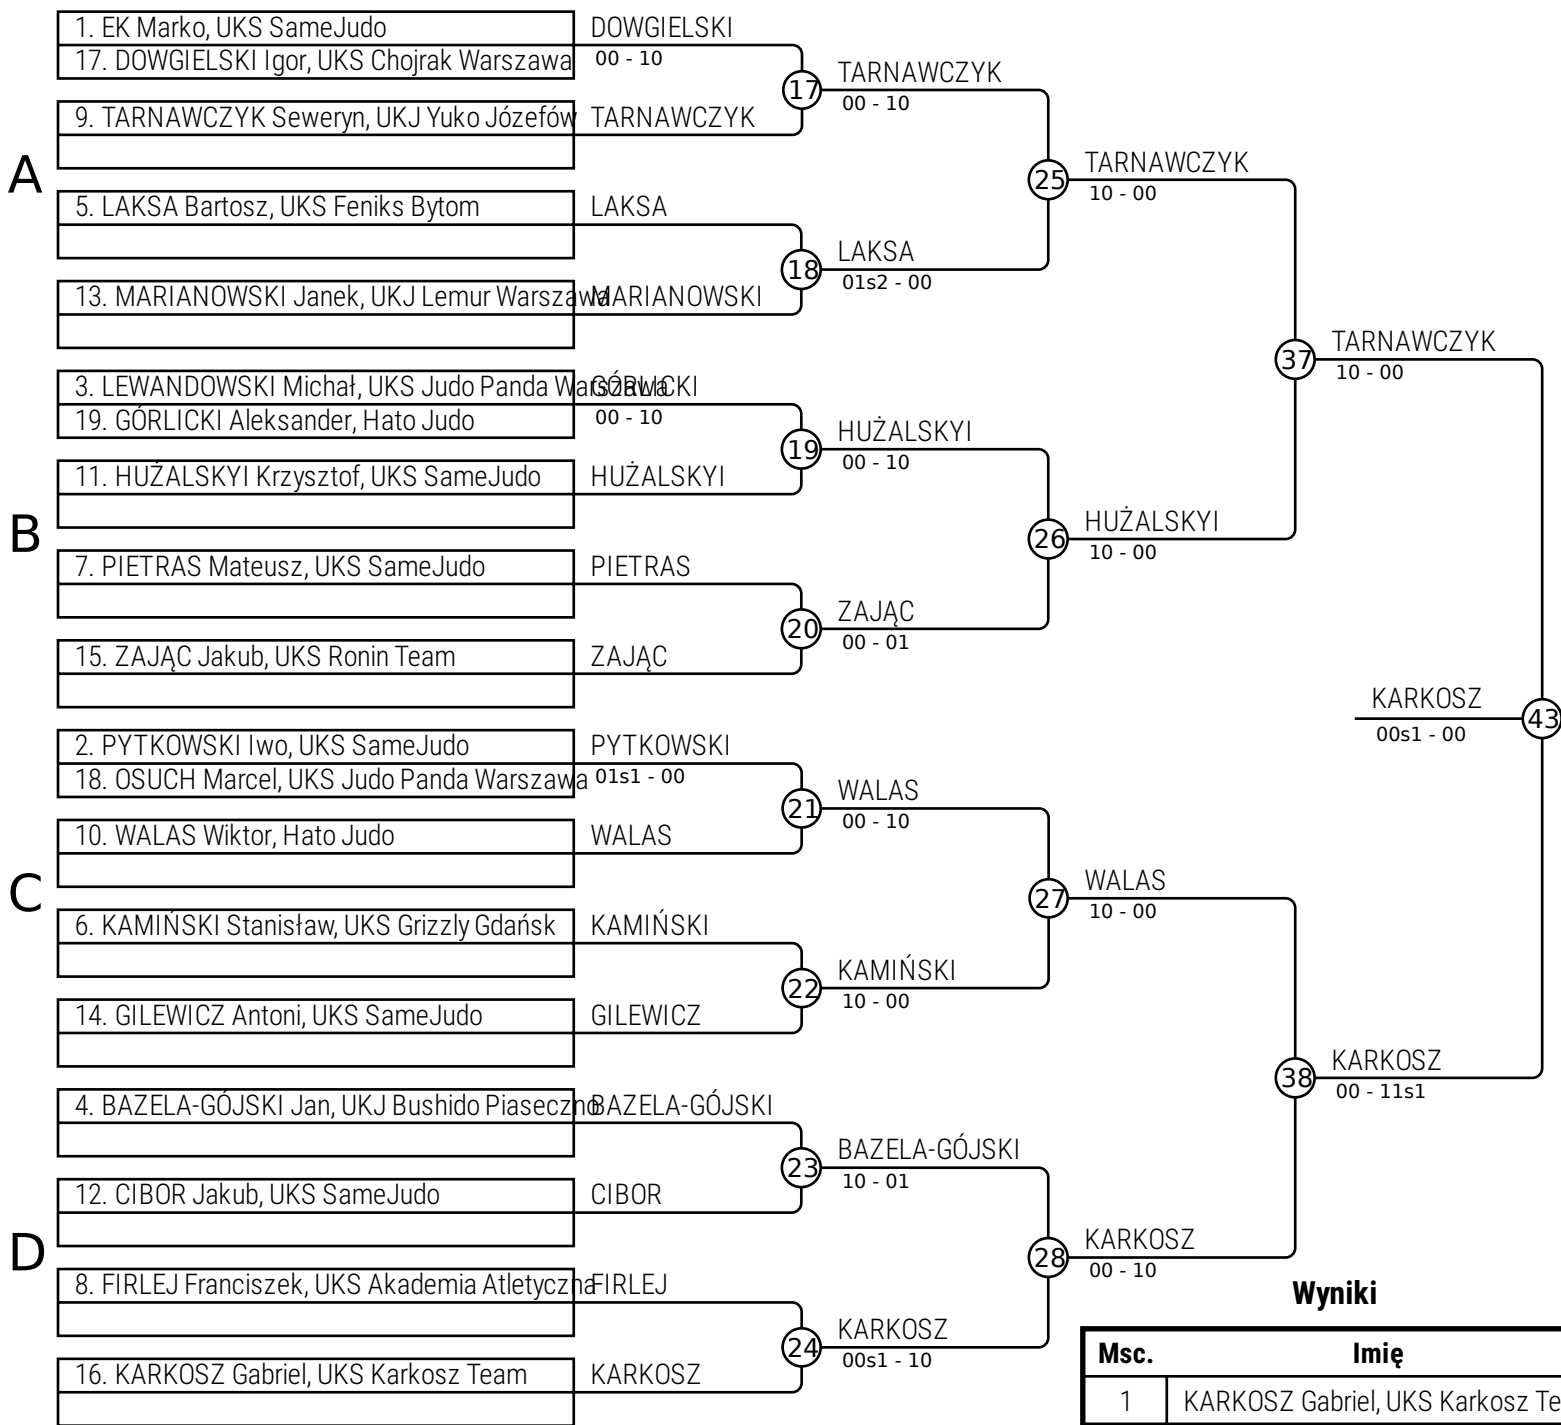 1. EK Marko, UKS SameJudo
17. DOWGIELSKI Igor, UKS Chojrak Warszawa
DOWGIELSKI
00 - 10
9. TARNAWCZYK Seweryn, UKJ Yuko Józefów
TARNAWCZYK
17
TARNAWCZYK
00 - 10
A
5. LAKSA Bartosz, UKS Feniks Bytom
LAKSA
13. MARIANOWSKI Janek, UKJ Lemur Warszawa
MARIANOWSKI
18
LAKSA
01s2 - 00
25
TARNAWCZYK
10 - 00
3. LEWANDOWSKI Michał, UKS Judo Panda Warszawa
19. GÓRLICKI Aleksander, Hato Judo
GÓRLICKI
00 - 10
11. HUŻALSKYI Krzysztof, UKS SameJudo
HUŻALSKYI
19
HUŻALSKYI
00 - 10
B
7. PIETRAS Mateusz, UKS SameJudo
PIETRAS
15. ZAJĄC Jakub, UKS Ronin Team
ZAJĄC
20
ZAJĄC
00 - 01
26
HUŻALSKYI
10 - 00
37
TARNAWCZYK
10 - 00
2. PYTKOWSKI Iwo, UKS SameJudo
18. OSUCH Marcel, UKS Judo Panda Warszawa
PYTKOWSKI
01s1 - 00
10. WALAS Wiktor, Hato Judo
WALAS
21
WALAS
00 - 10
C
6. KAMIŃSKI Stanisław, UKS Grizzly Gdańsk
KAMIŃSKI
14. GILEWICZ Antoni, UKS SameJudo
GILEWICZ
22
KAMIŃSKI
10 - 00
27
WALAS
10 - 00
4. BAZELA-GÓJSKI Jan, UKJ Bushido Piaseczno
BAZELA-GÓJSKI
12. CIBOR Jakub, UKS SameJudo
CIBOR
23
BAZELA-GÓJSKI
10 - 01
D
8. FIRLEJ Franciszek, UKS Akademia Atletyczna
FIRLEJ
16. KARKOSZ Gabriel, UKS Karkosz Team
KARKOSZ
24
KARKOSZ
00s1 - 10
28
KARKOSZ
00 - 10
38
KARKOSZ
00 - 11s1
KARKOSZ
00s1 - 00
43
Wyniki
Msc. Imię
1 KARKOSZ Gabriel, UKS Karkosz Te